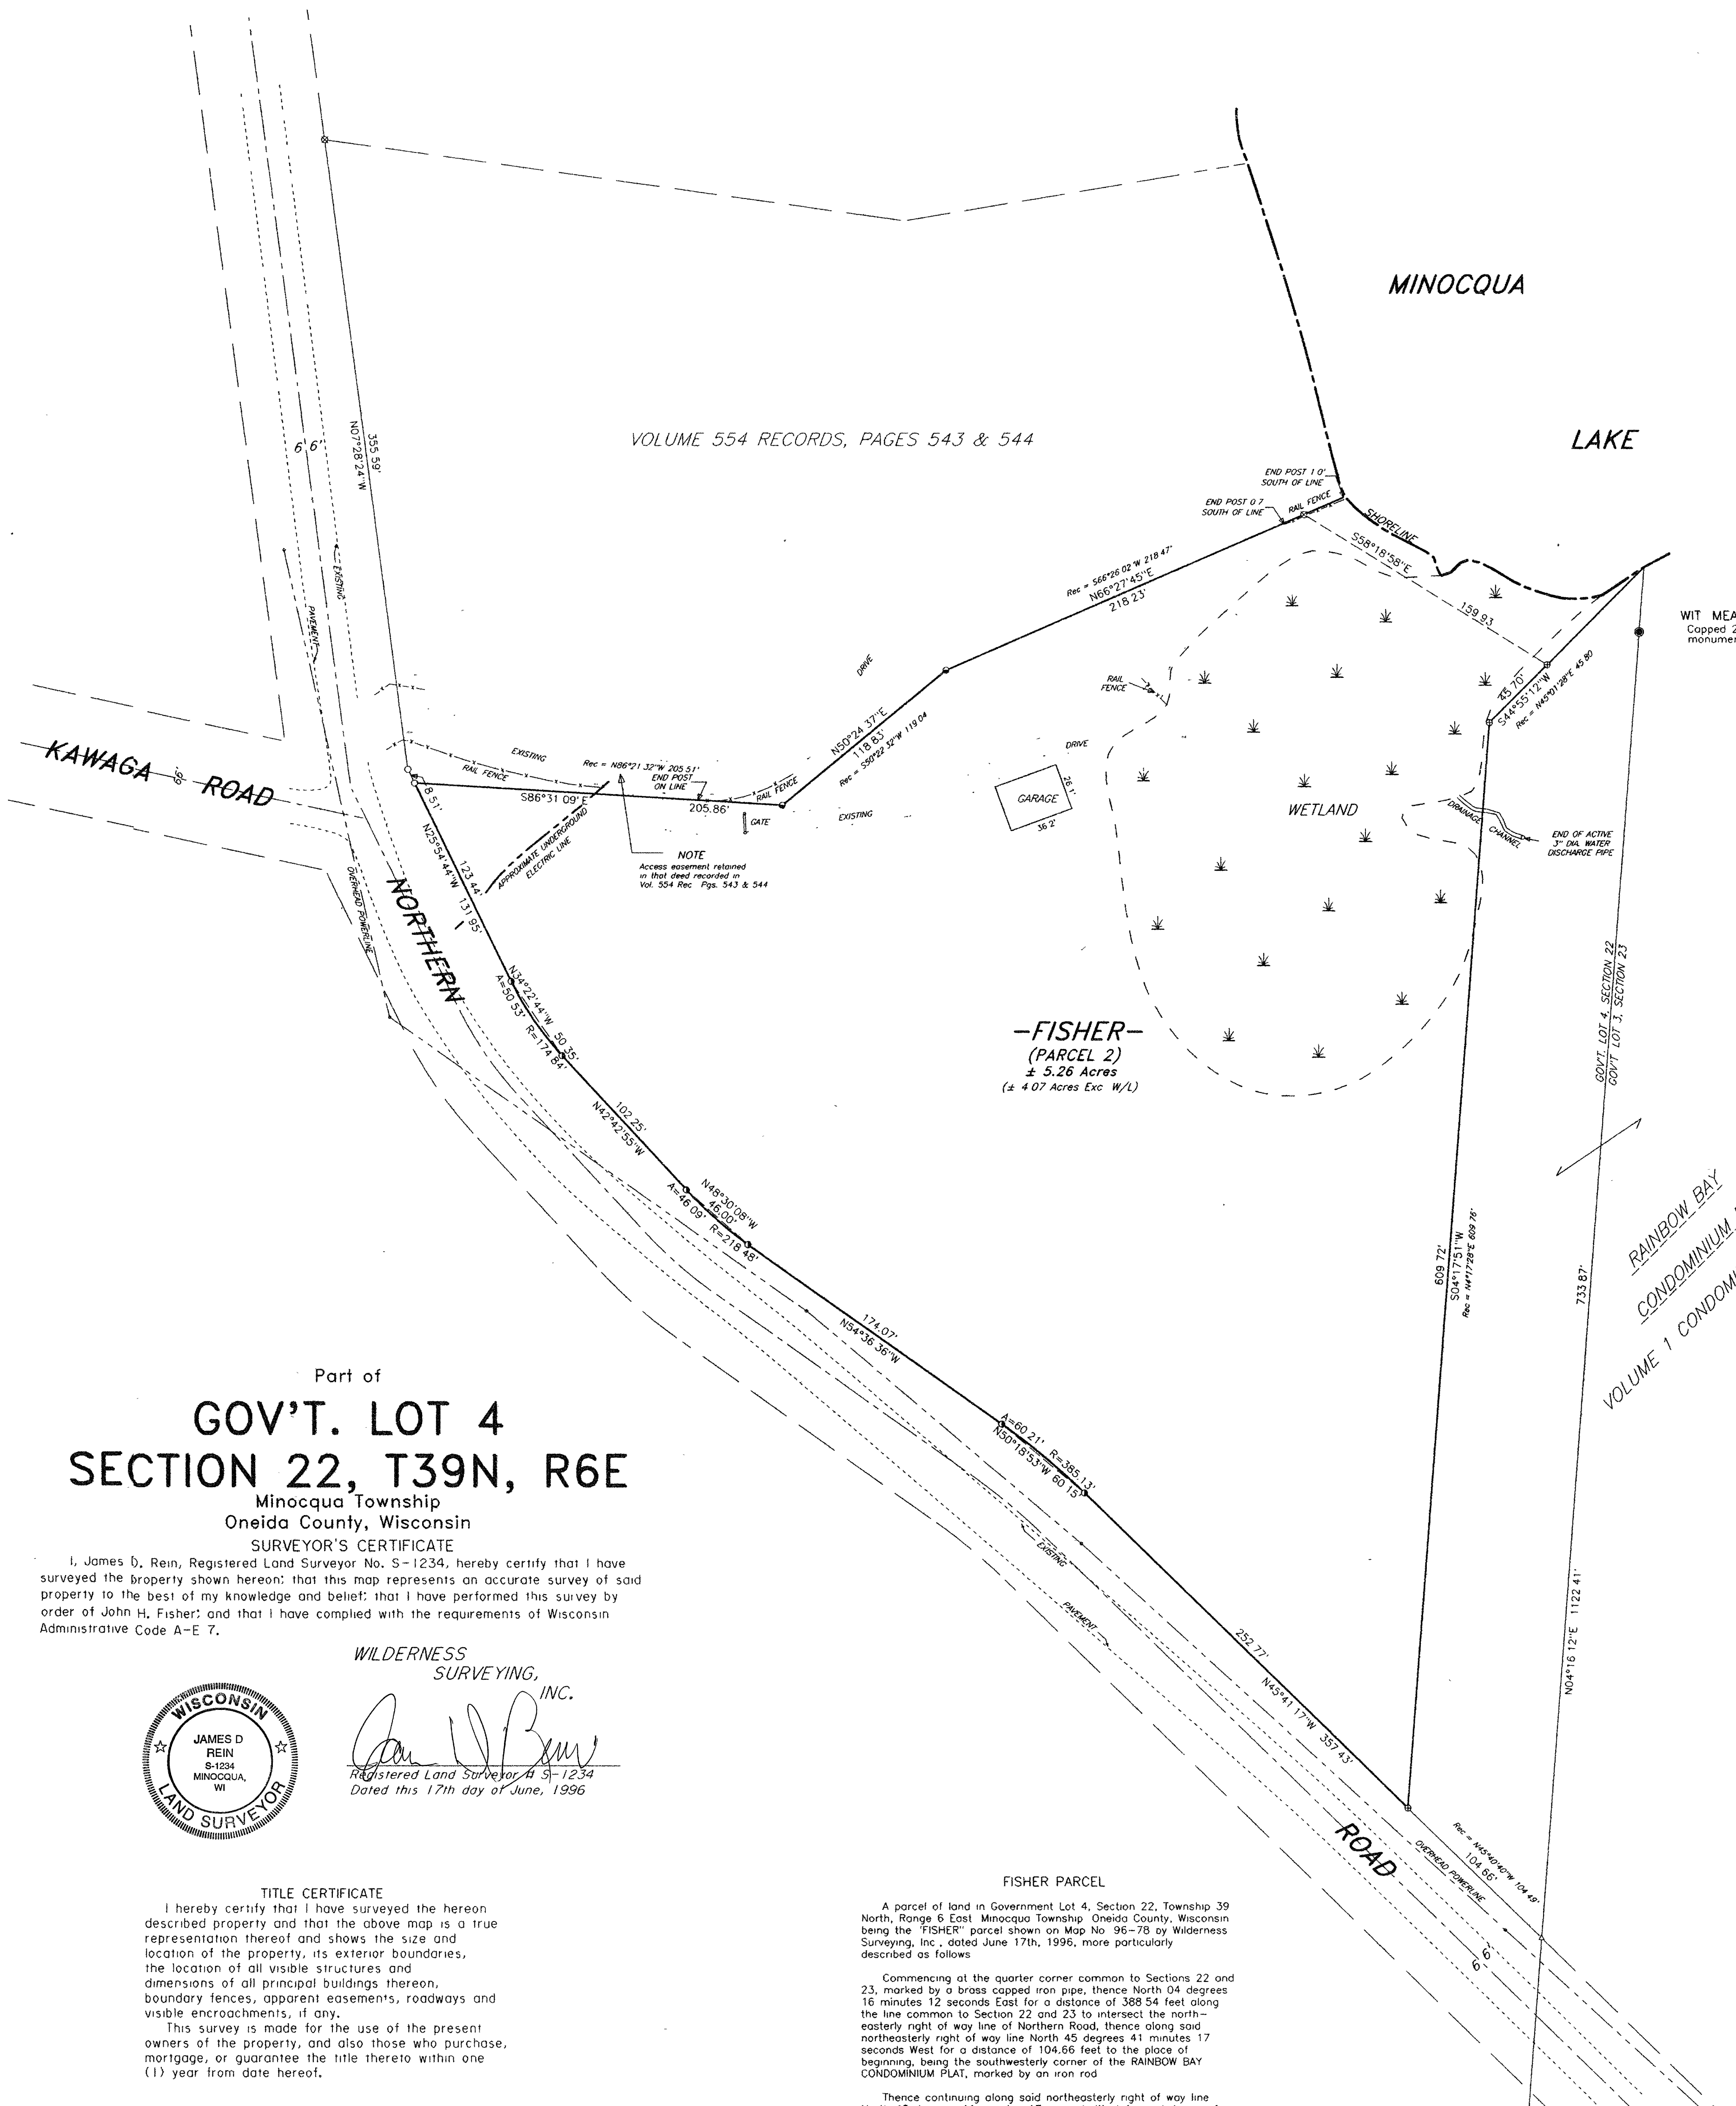 MINOCQUA
LAKE
VOLUME 554 RECORDS, PAGES 543 & 544
355 59'
N07°28'24"W
6'6'
EXISTING
PAVEMENT
END POST 1 0'
SOUTH OF LINE
END POST 0 7
SOUTH OF LINE
RAIL FENCE
SHORELINE
S58°18'58"E
159.93
Rec = S66°26 02"W 218 47'
N66°27'45"E
218 23'
WIT MEA
Capped 2
monumen
45 70'
S44°55'12"W
Rec = N45°01'28"E 45 80
DRIVE
RAIL
FENCE
N50°24 37"E
118 83'
Rec = S50°22 32"W 119 04
DRIVE
KAWAGA ROAD
66'
EXISTING
RAIL FENCE
Rec = N86°21 32"W 205 51'
END POST
ON LINE
RAIL FENCE
S86°31 09' E
205.86'
GATE
EXISTING
GARAGE
26 1'
36 2'
WETLAND
DRAINAGE CHANNEL
END OF ACTIVE
3" DIA. WATER
DISCHARGE PIPE
8 51'
APPROXIMATE UNDERGROUND
ELECTRIC LINE
NOTE
Access easement retained
in that deed recorded in
Vol. 554 Rec Pgs. 543 & 544
123 44'
N25°54'44"W 131 95'
OVERHEAD POWERLINE
NORTHERN
N34°22'44"W 50 35'
A=50 53' R=174 84'
GOV'T. LOT 4, SECTION 22
GOV'T LOT 3, SECTION 23
-FISHER-
(PARCEL 2)
± 5.26 Acres
(± 4 07 Acres Exc W/L)
102 25'
N42°42'55"W
N48°30'08"W
46.00'
A=46 09' R=218 48'
RAINBOW BAY
CONDOMINIUM
VOLUME 1 CONDOM
609 72'
S04°17'51"W
Rec = N4°17'28"E 609 76'
733 87'
174.07'
N54°36 36"W
A=60 21' R=385.13'
N50°18'53"W 60 15'
EXISTING
PAVEMENT
252 77'
N45°41 17"W 357 43'
N04°16 12"E 1122 41'
ROAD
OVERHEAD POWERLINE
Rec = N45°40'40"W 104 49'
104 66'
6 6
Part of
GOV'T. LOT 4
SECTION 22, T39N, R6E
Minocqua Township
Oneida County, Wisconsin
SURVEYOR'S CERTIFICATE
I, James D. Rein, Registered Land Surveyor No. S-1234, hereby certify that I have
surveyed the property shown hereon; that this map represents an accurate survey of said
property to the best of my knowledge and belief; that I have performed this survey by
order of John H. Fisher; and that I have complied with the requirements of Wisconsin
Administrative Code A-E 7.
WILDERNESS
SURVEYING,
INC.
WISCONSIN
JAMES D
REIN
S-1234
MINOCQUA,
WI
LAND SURVEYOR
Registered Land Surveyor # S-1234
Dated this 17th day of June, 1996
TITLE CERTIFICATE
I hereby certify that I have surveyed the hereon
described property and that the above map is a true
representation thereof and shows the size and
location of the property, its exterior boundaries,
the location of all visible structures and
dimensions of all principal buildings thereon,
boundary fences, apparent easements, roadways and
visible encroachments, if any.
This survey is made for the use of the present
owners of the property, and also those who purchase,
mortgage, or guarantee the title thereto within one
(1) year from date hereof.
FISHER PARCEL
A parcel of land in Government Lot 4, Section 22, Township 39
North, Range 6 East Minocqua Township Oneida County, Wisconsin
being the 'FISHER" parcel shown on Map No 96-78 by Wilderness
Surveying, Inc , dated June 17th, 1996, more particularly
described as follows
Commencing at the quarter corner common to Sections 22 and
23, marked by a brass capped iron pipe, thence North 04 degrees
16 minutes 12 seconds East for a distance of 388 54 feet along
the line common to Section 22 and 23 to intersect the north-
easterly right of way line of Northern Road, thence along said
northeasterly right of way line North 45 degrees 41 minutes 17
seconds West for a distance of 104.66 feet to the place of
beginning, being the southwesterly corner of the RAINBOW BAY
CONDOMINIUM PLAT, marked by an iron rod
Thence continuing along said northeasterly right of way line